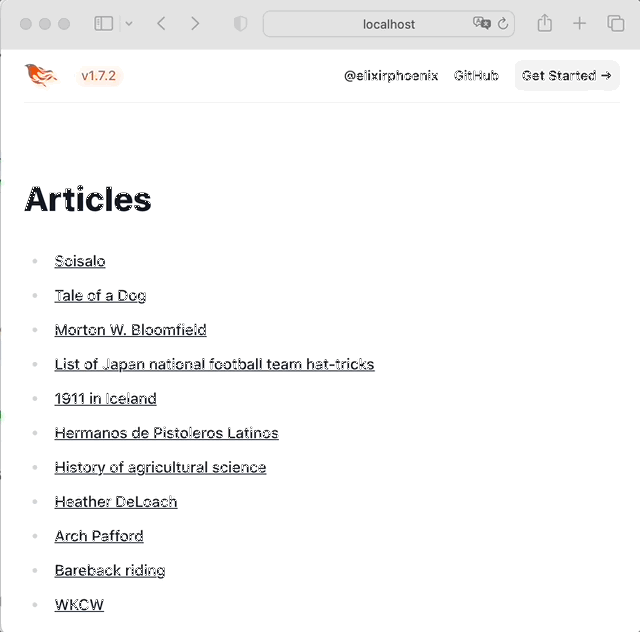 localhost
v1.7.2
@elixirphoenix GitHub Get Started →
Articles
Soisalo
Tale of a Dog
Morton W. Bloomfield
List of Japan national football team hat-tricks
1911 in Iceland
Hermanos de Pistoleros Latinos
History of agricultural science
Heather DeLoach
Arch Pafford
Bareback riding
WKCW